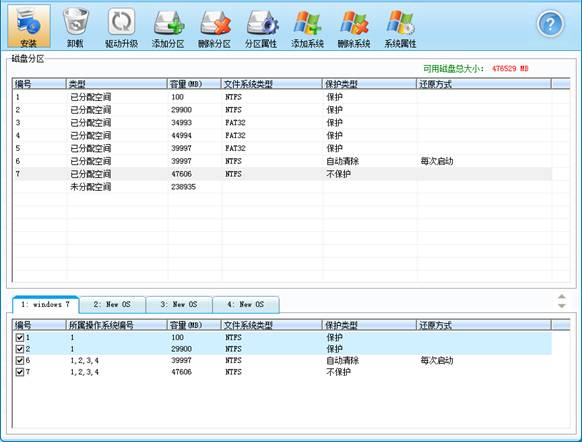 安装 卸载 驱动升级 添加分区 删除分区 分区属性 添加系统 删除系统 系统属性 ?
磁盘分区
可用磁盘总大小: 476529 MB
编号 类型 容量(MB) 文件系统类型 保护类型 还原方式
1 已分配空间 100 NTFS 保护
2 已分配空间 29900 NTFS 保护
3 已分配空间 34993 FAT32 保护
4 已分配空间 44994 FAT32 保护
5 已分配空间 39997 FAT32 保护
6 已分配空间 39997 NTFS 自动清除 每次启动
7 已分配空间 47606 NTFS 不保护
未分配空间 238935
1: windows 7 2: New OS 3: New OS 4: New OS
编号 所属操作系统编号 容量(MB) 文件系统类型 保护类型 还原方式
1 1 100 NTFS 保护
2 1 29900 NTFS 保护
6 1,2,3,4 39997 NTFS 自动清除 每次启动
7 1,2,3,4 47606 NTFS 不保护